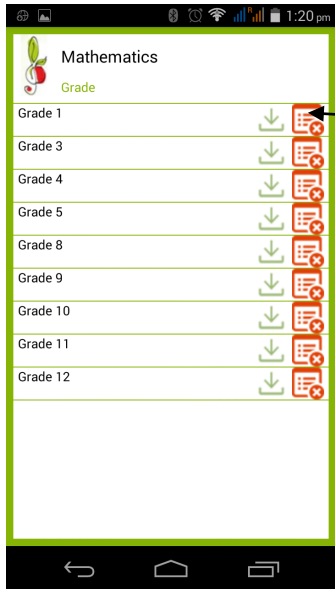 R 1:20 pm
Mathematics
Grade
Grade 1
Grade 3
Grade 4
Grade 5
Grade 8
Grade 9
Grade 10
Grade 11
Grade 12